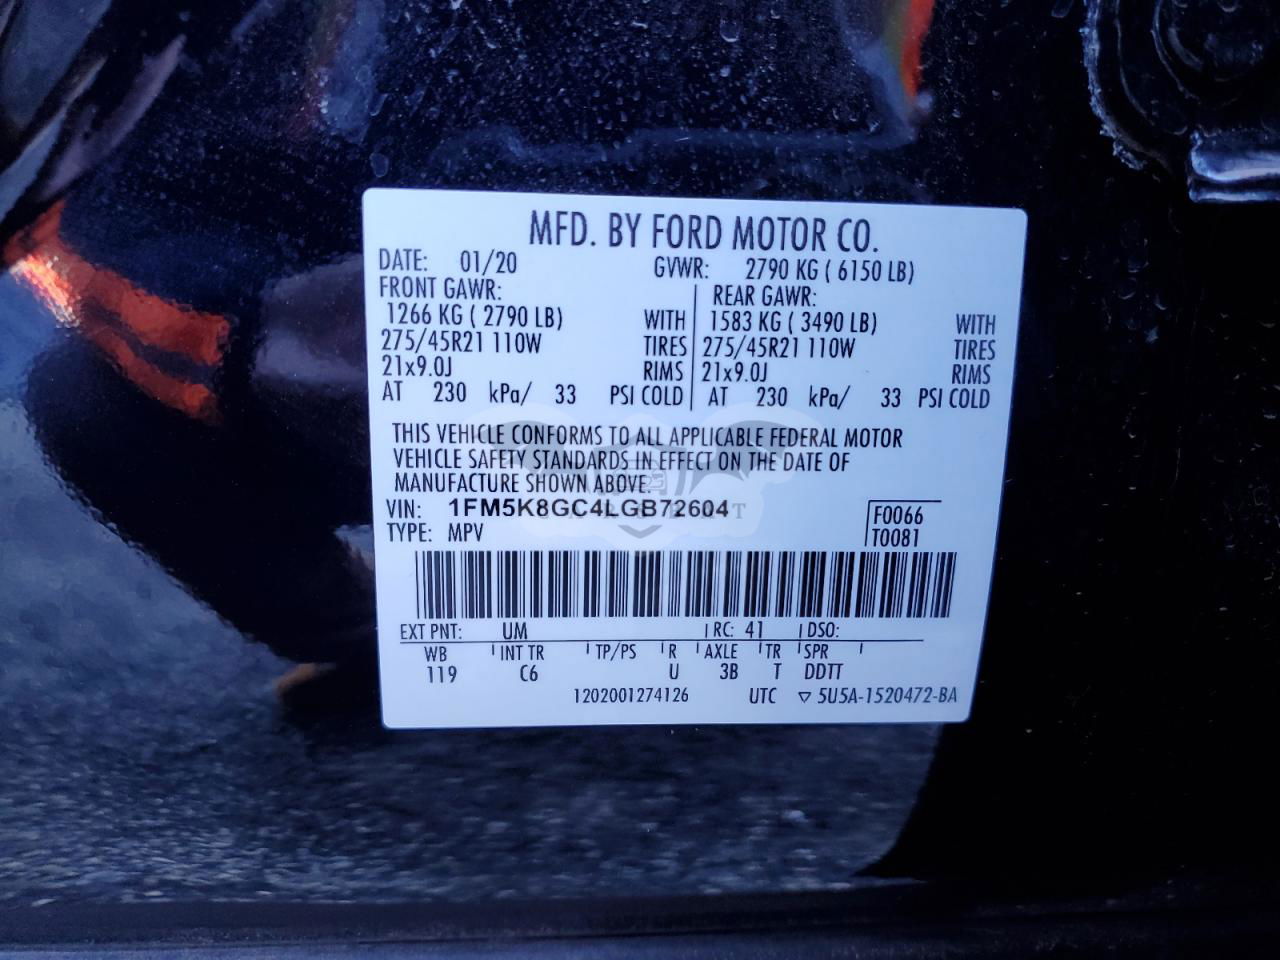 MFD. BY FORD MOTOR CO.
DATE: 01/20 GVWR: 2790 KG ( 6150 LB)
FRONT GAWR: REAR GAWR:
1266 KG ( 2790 LB) WITH 1583 KG ( 3490 LB) WITH
275/45R21 110W TIRES 275/45R21 110W TIRES
21x9.0J RIMS 21x9.0J RIMS
AT 230 kPa/ 33 PSI COLD AT 230 kPa/ 33 PSI COLD
THIS VEHICLE CONFORMS TO ALL APPLICABLE FEDERAL MOTOR
VEHICLE SAFETY STANDARDS IN EFFECT ON THE DATE OF
MANUFACTURE SHOWN ABOVE.
VIN: 1FM5K8GC4LGB72604 F0066
TYPE: MPV T0081
EXT PNT: UM RC: 41 DSO:
WB INT TR TP/PS R AXLE TR SPR
119 C6 U 3B T DDTT
1202001274126 UTC ▽ 5U5A-1520472-BA